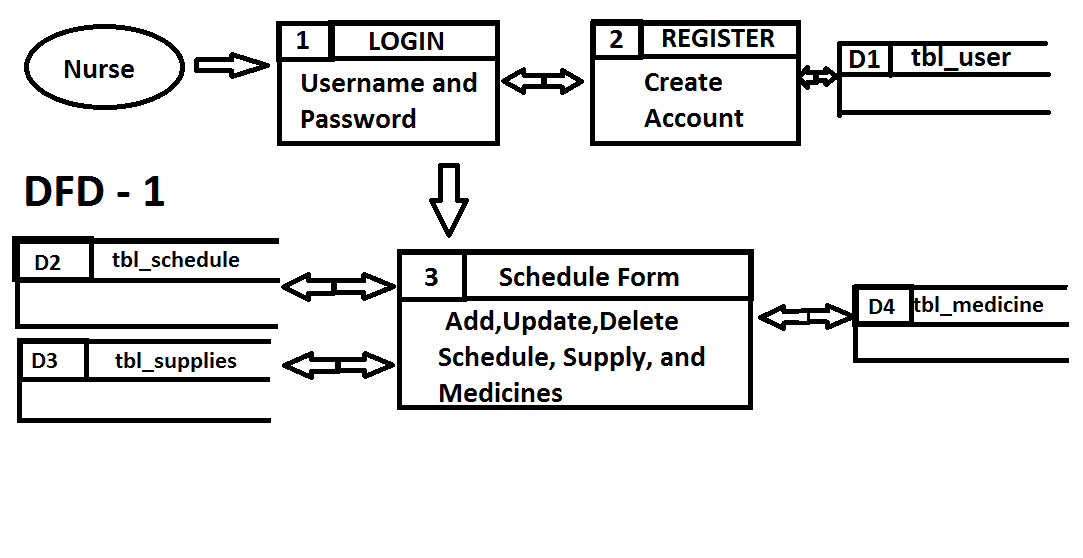 Nurse
1 LOGIN
Username and
Password
2 REGISTER
Create
Account
D1 tbl_user
DFD - 1
D2 tbl_schedule
D3 tbl_supplies
3 Schedule Form
Add,Update,Delete
Schedule, Supply, and
Medicines
D4 tbl_medicine